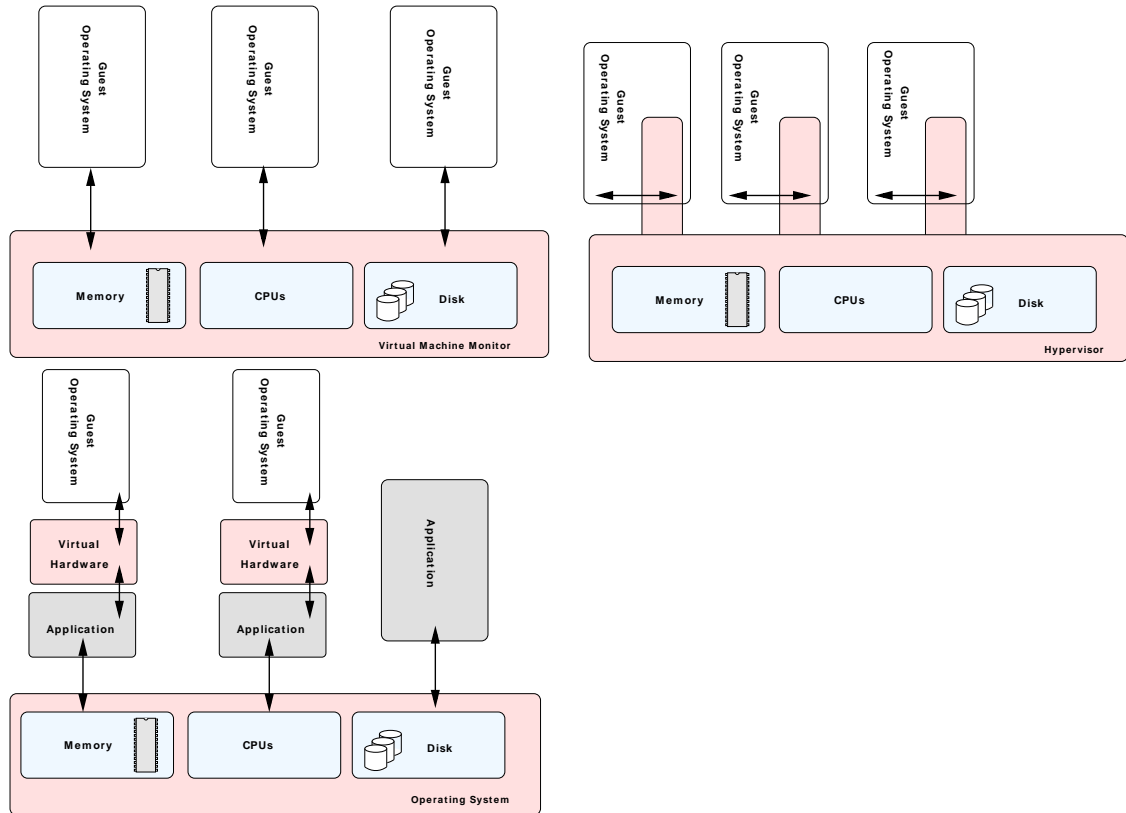 Guest
Operating System
Guest
Operating System
Guest
Operating System
Memory
CPUs
Disk
Virtual Machine Monitor
Guest
Operating System
Guest
Operating System
Guest
Operating System
Memory
CPUs
Disk
Hypervisor
Guest
Operating System
Guest
Operating System
Virtual
Hardware
Virtual
Hardware
Application
Application
Application
Memory
CPUs
Disk
Operating System